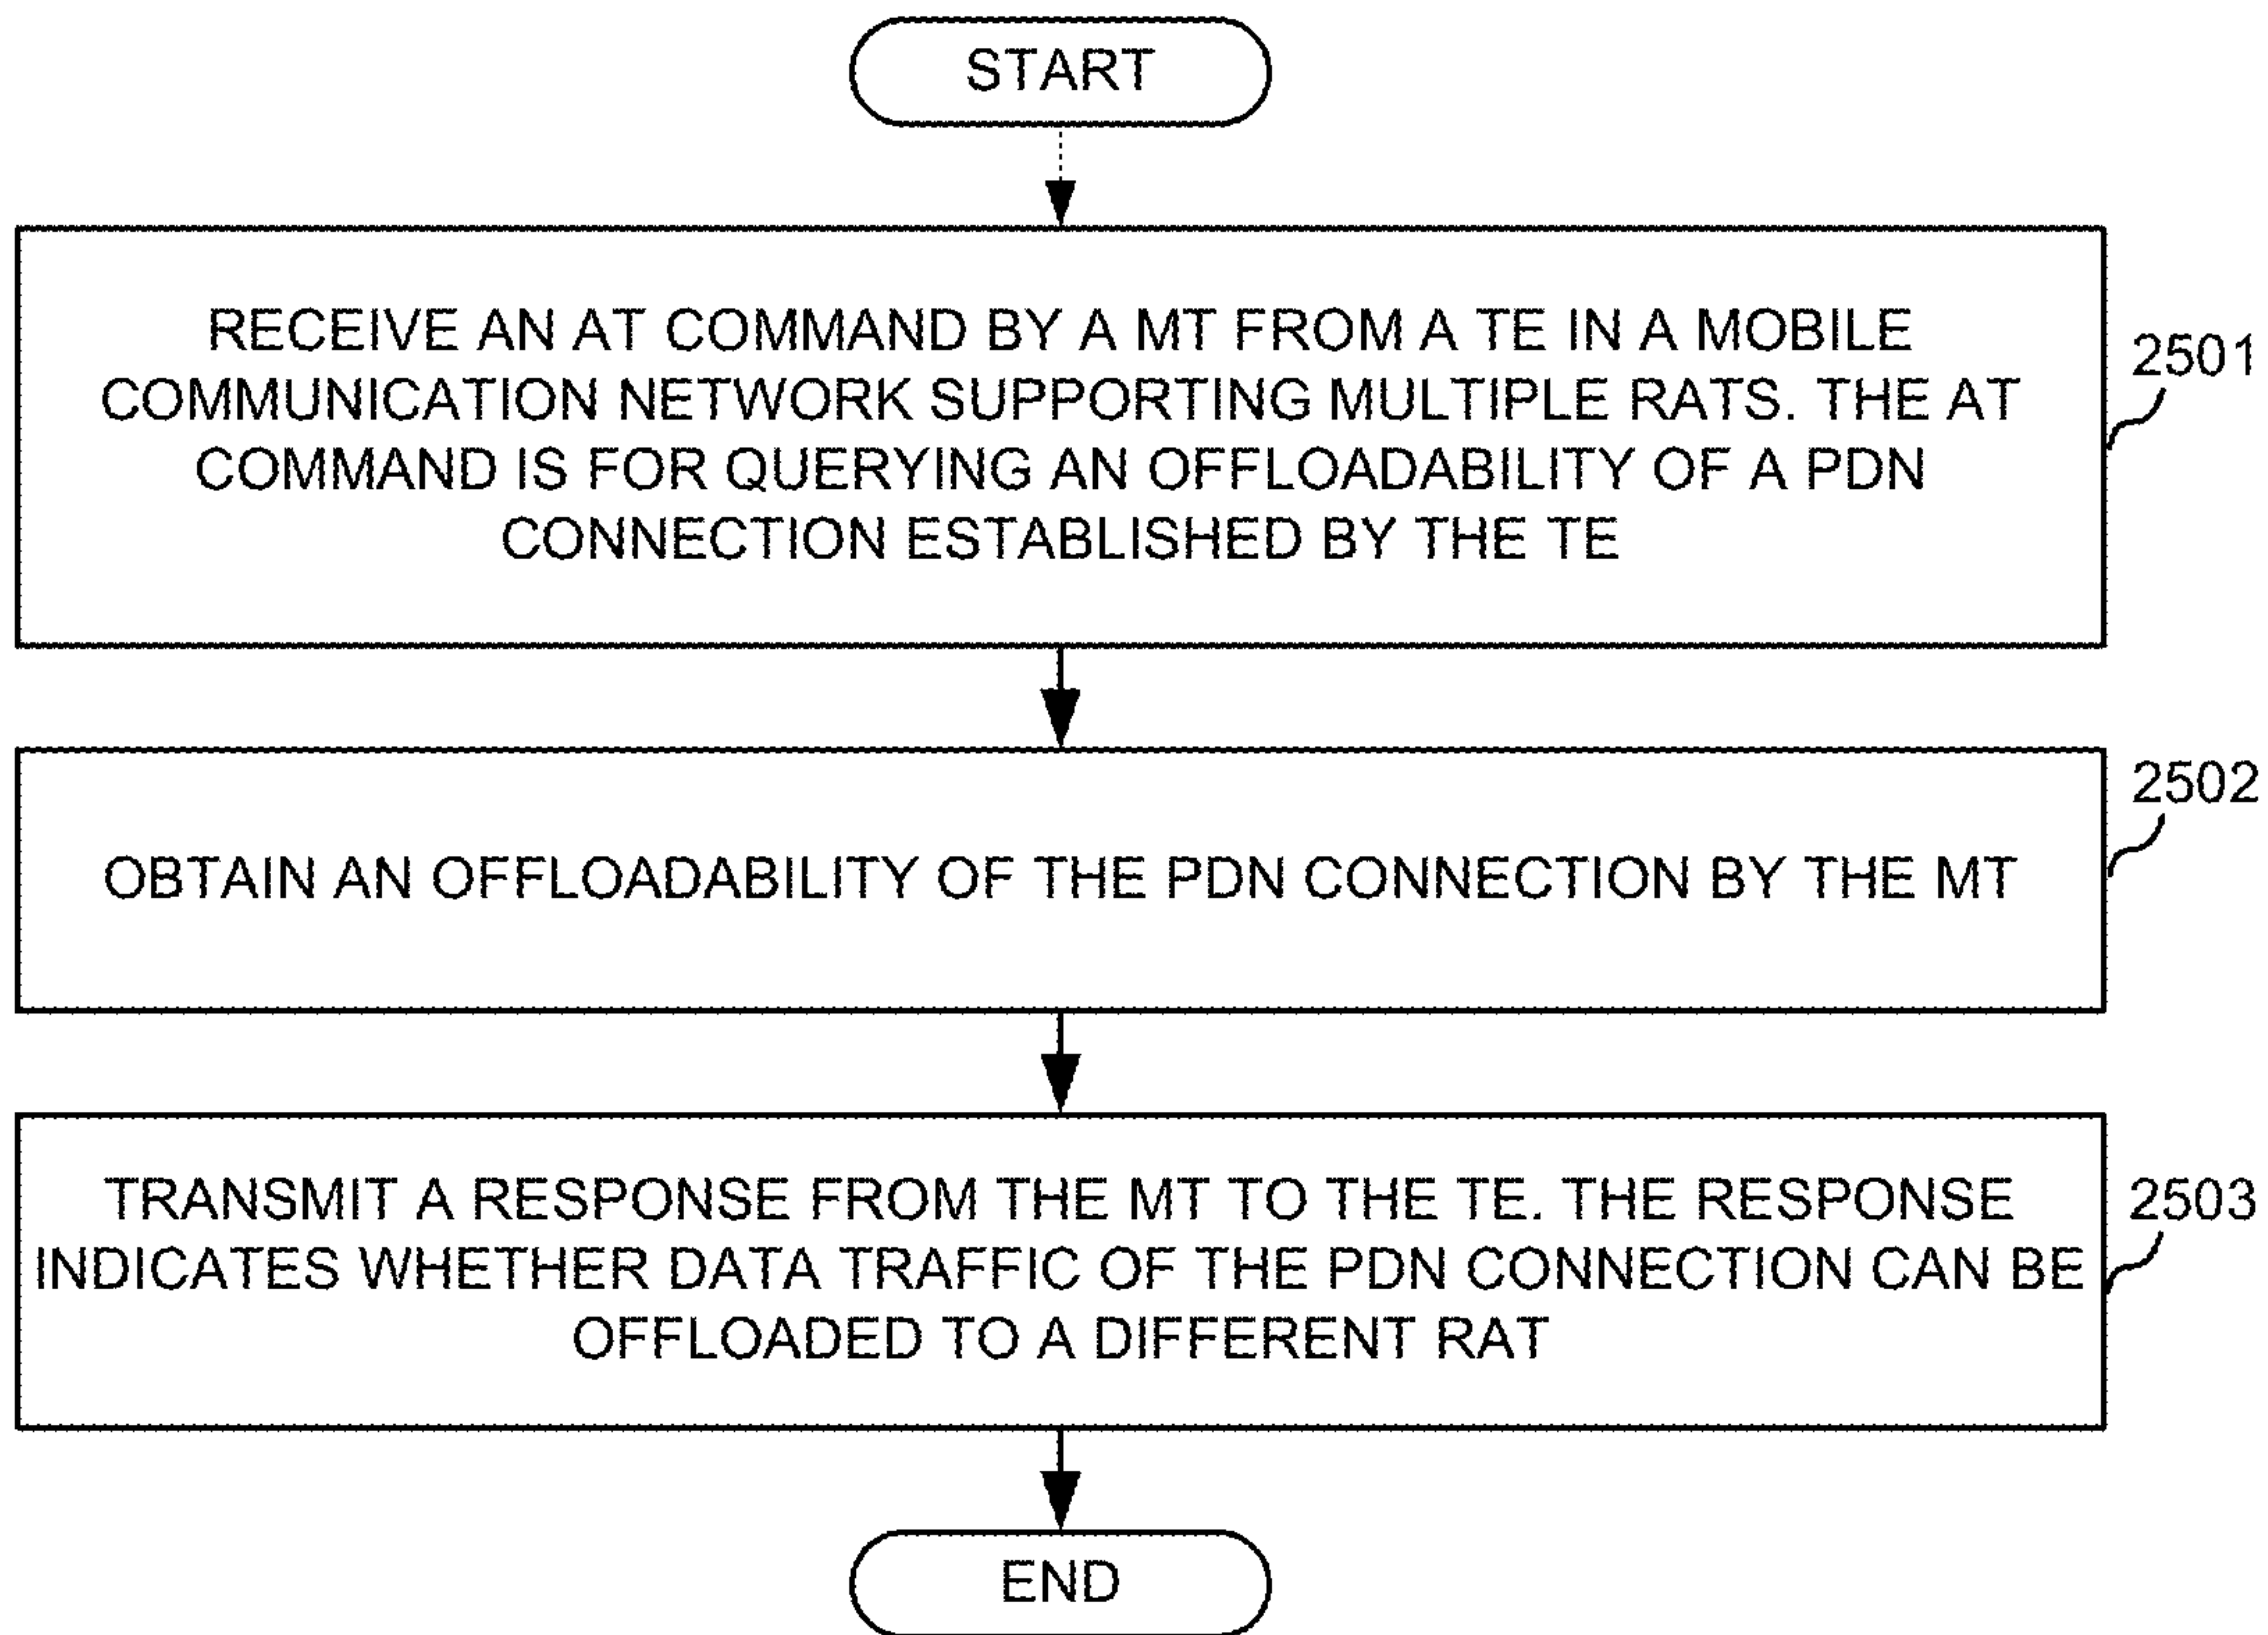 START
RECEIVE AN AT COMMAND BY A MT FROM A TE IN A MOBILE
COMMUNICATION NETWORK SUPPORTING MULTIPLE RATS. THE AT
COMMAND IS FOR QUERYING AN OFFLOADABILITY OF A PDN
CONNECTION ESTABLISHED BY THE TE
2501
OBTAIN AN OFFLOADABILITY OF THE PDN CONNECTION BY THE MT
2502
TRANSMIT A RESPONSE FROM THE MT TO THE TE. THE RESPONSE
INDICATES WHETHER DATA TRAFFIC OF THE PDN CONNECTION CAN BE
OFFLOADED TO A DIFFERENT RAT
2503
END